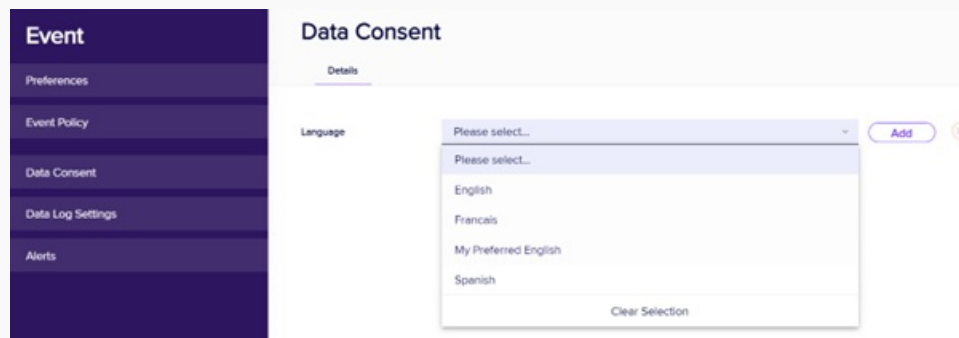 Event
Preferences
Event Policy
Data Consent
Data Log Settings
Alerts
Data Consent
Details
Language
Please select...
Add
Please select...
English
Francais
My Preferred English
Spanish
Clear Selection